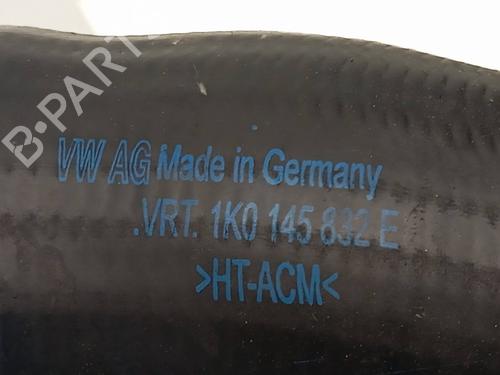 B-PARTS
VW AG Made in Germany
.VRT. 1K0 145 832 E
>HT-ACM<